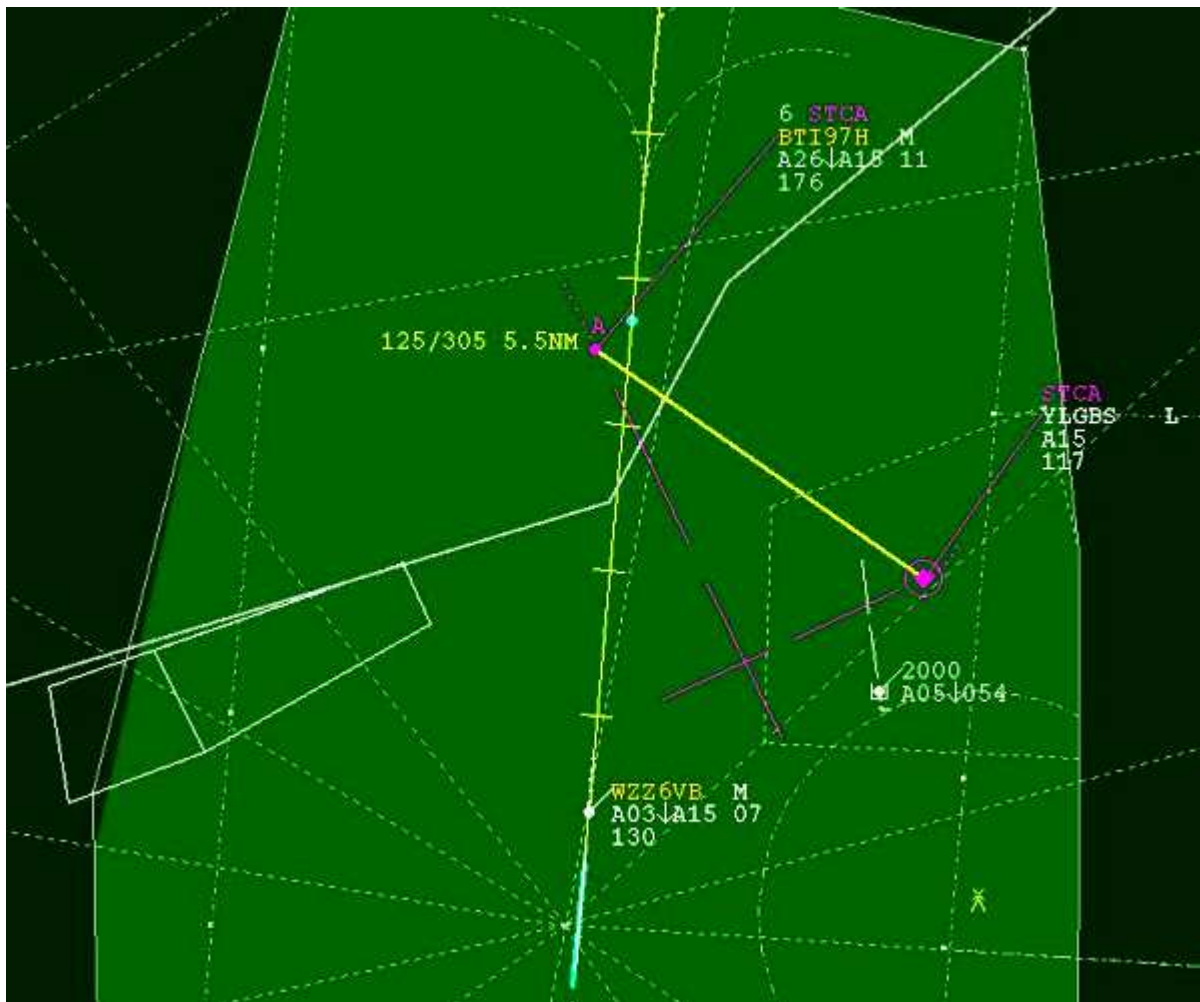 6 STCA
BTI97H M
A26↓A15 11
176
A
125/305 5.5NM
STCA
YLGBS L
A15
117
2000
A05↓054-
WZZ6VB M
A03↓A15 07
130